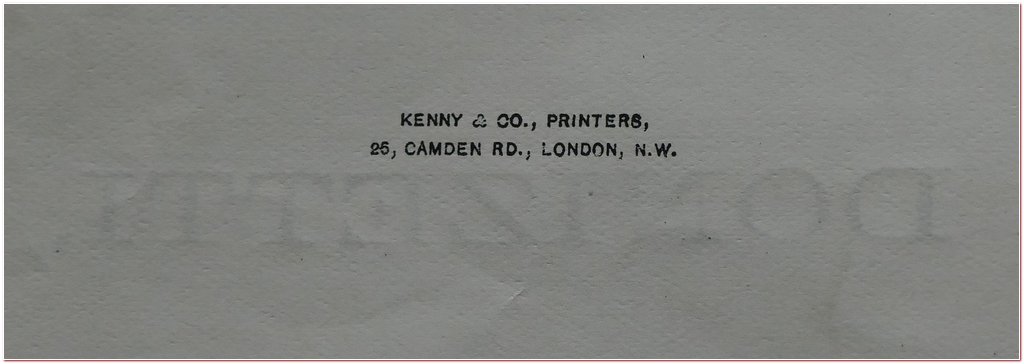 KENNY & CO., PRINTERS,
25, CAMDEN RD., LONDON, N.W.